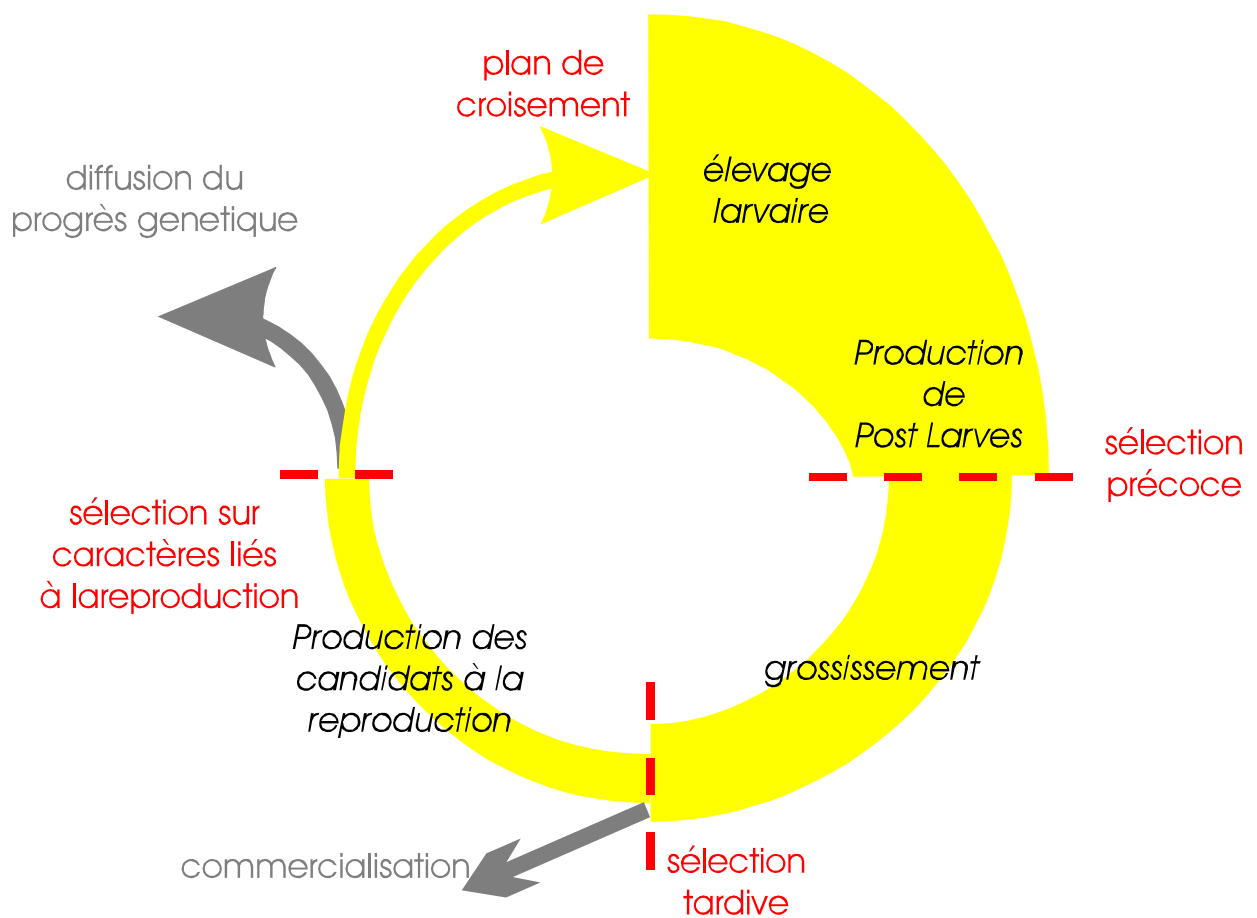 plan de
croisement
élevage
larvaire
diffusion du
progrès genetique
Production
de
Post Larves
sélection
précoce
sélection sur
caractères liés
à lareproduction
Production des
candidats à la
reproduction
grossissement
commercialisation
sélection
tardive